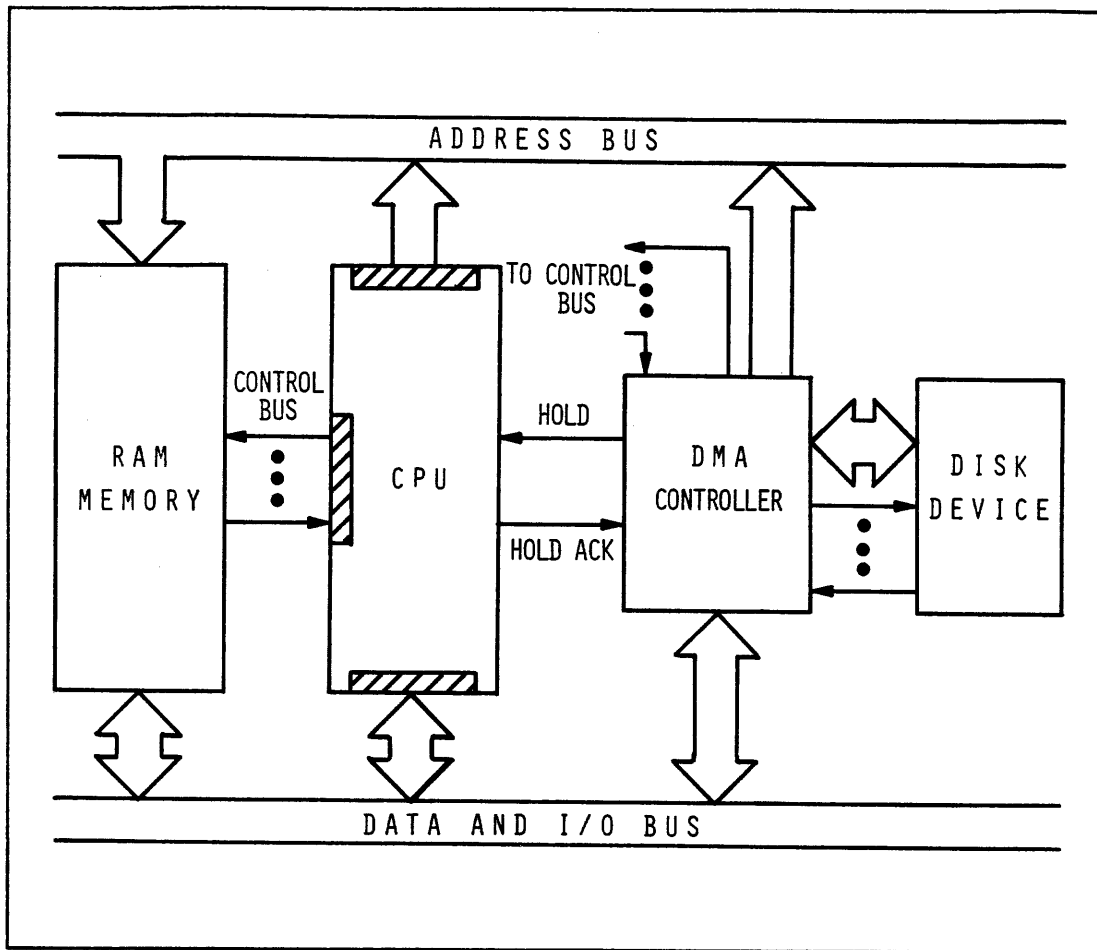 ADDRESS BUS
TO CONTROL
BUS
CONTROL
BUS
RAM
MEMORY
CPU
HOLD
HOLD ACK
DMA
CONTROLLER
DISK
DEVICE
DATA AND I/O BUS